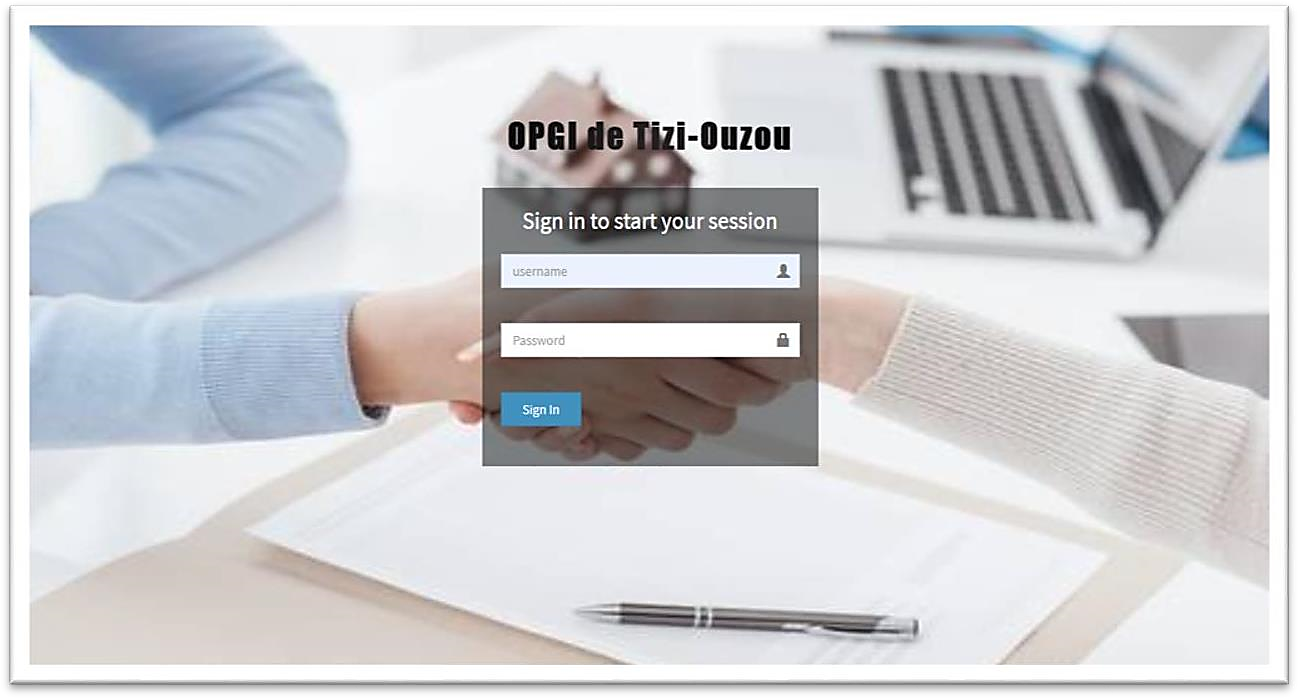 OPGI de Tizi-Ouzou
Sign in to start your session
username
Password
Sign In